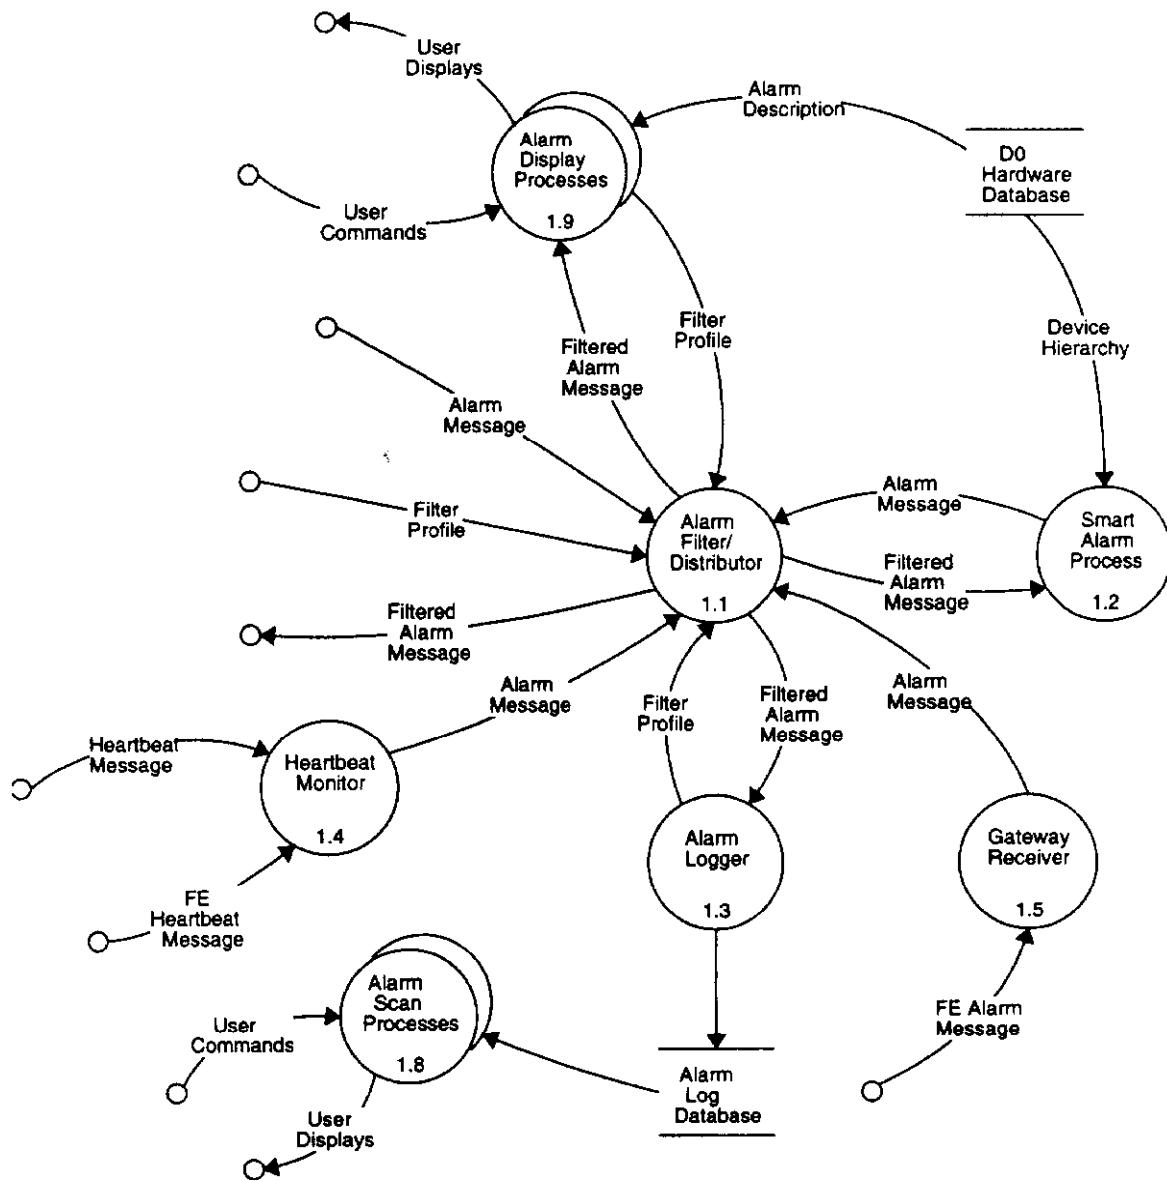 User
Displays
Alarm
Description
Alarm
Display
Processes
1.9
D0
Hardware
Database
User
Commands
Filtered
Alarm
Message
Filter
Profile
Device
Hierarchy
Alarm
Message
Filter
Profile
Alarm
Filter/
Distributor
1.1
Alarm
Message
Filtered
Alarm
Message
Smart
Alarm
Process
1.2
Filtered
Alarm
Message
Alarm
Message
Filter
Profile
Filtered
Alarm
Message
Alarm
Message
Heartbeat
Message
Heartbeat
Monitor
1.4
Alarm
Logger
1.3
Gateway
Receiver
1.5
FE
Heartbeat
Message
Alarm
Scan
Processes
1.8
User
Commands
FE Alarm
Message
User
Displays
Alarm
Log
Database